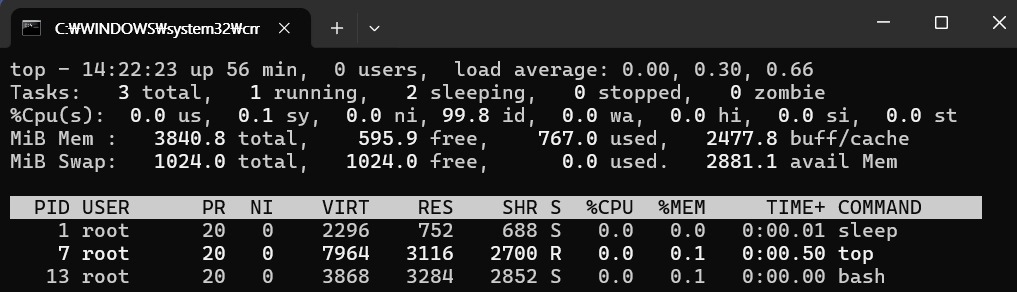 C:₩WINDOWS₩system32₩cm
top - 14:22:23 up 56 min,  0 users,  load average: 0.00, 0.30, 0.66
Tasks:   3 total,   1 running,   2 sleeping,   0 stopped,   0 zombie
%Cpu(s):  0.0 us,  0.1 sy,  0.0 ni, 99.8 id,  0.0 wa,  0.0 hi,  0.0 si,  0.0 st
MiB Mem :   3840.8 total,    595.9 free,    767.0 used,   2477.8 buff/cache
MiB Swap:   1024.0 total,   1024.0 free,      0.0 used.   2881.1 avail Mem
  PID USER      PR  NI    VIRT    RES    SHR S  %CPU  %MEM     TIME+ COMMAND
    1 root      20   0    2296    752    688 S   0.0   0.0   0:00.01 sleep
    7 root      20   0    7964   3116   2700 R   0.0   0.1   0:00.50 top
   13 root      20   0    3868   3284   2852 S   0.0   0.1   0:00.00 bash